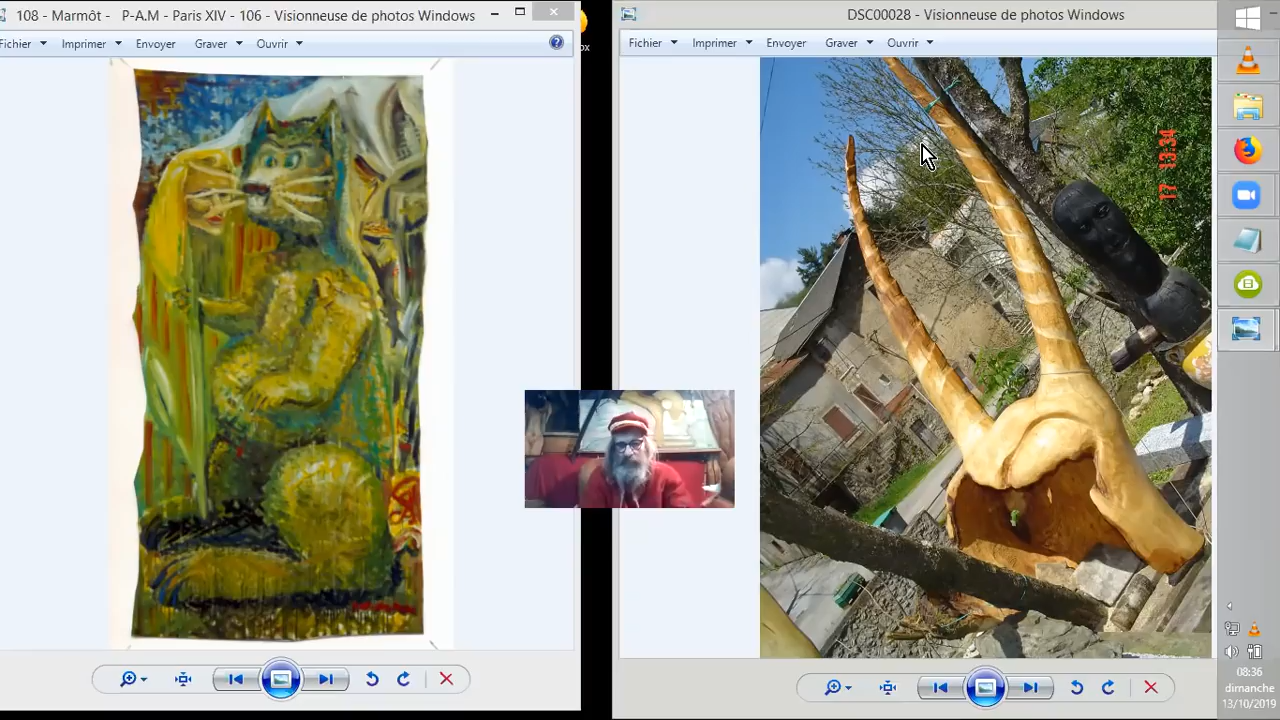 108 - Marmôt - P-A-M - Paris XIV - 106 - Visionneuse de photos Windows
Fichier Imprimer Envoyer Graver Ouvrir
DSC00028 - Visionneuse de photos Windows
Fichier Imprimer Envoyer Graver Ouvrir
ox
17 13:34
08:36
dimanche
13/10/2019